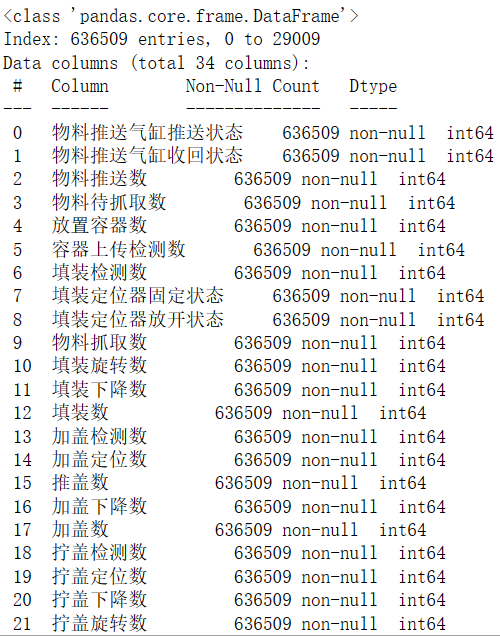 <class 'pandas.core.frame.DataFrame'>
Index: 636509 entries, 0 to 29009
Data columns (total 34 columns):
 #   Column         Non-Null Count   Dtype
---  ------         --------------   -----
 0   物料推送气缸推送状态    636509 non-null  int64
 1   物料推送气缸收回状态    636509 non-null  int64
 2   物料推送数         636509 non-null  int64
 3   物料待抓取数        636509 non-null  int64
 4   放置容器数         636509 non-null  int64
 5   容器上传检测数       636509 non-null  int64
 6   填装检测数         636509 non-null  int64
 7   填装定位器固定状态     636509 non-null  int64
 8   填装定位器放开状态     636509 non-null  int64
 9   物料抓取数         636509 non-null  int64
 10  填装旋转数         636509 non-null  int64
 11  填装下降数         636509 non-null  int64
 12  填装数           636509 non-null  int64
 13  加盖检测数         636509 non-null  int64
 14  加盖定位数         636509 non-null  int64
 15  推盖数           636509 non-null  int64
 16  加盖下降数         636509 non-null  int64
 17  加盖数           636509 non-null  int64
 18  拧盖检测数         636509 non-null  int64
 19  拧盖定位数         636509 non-null  int64
 20  拧盖下降数         636509 non-null  int64
 21  拧盖旋转数         636509 non-null  int64